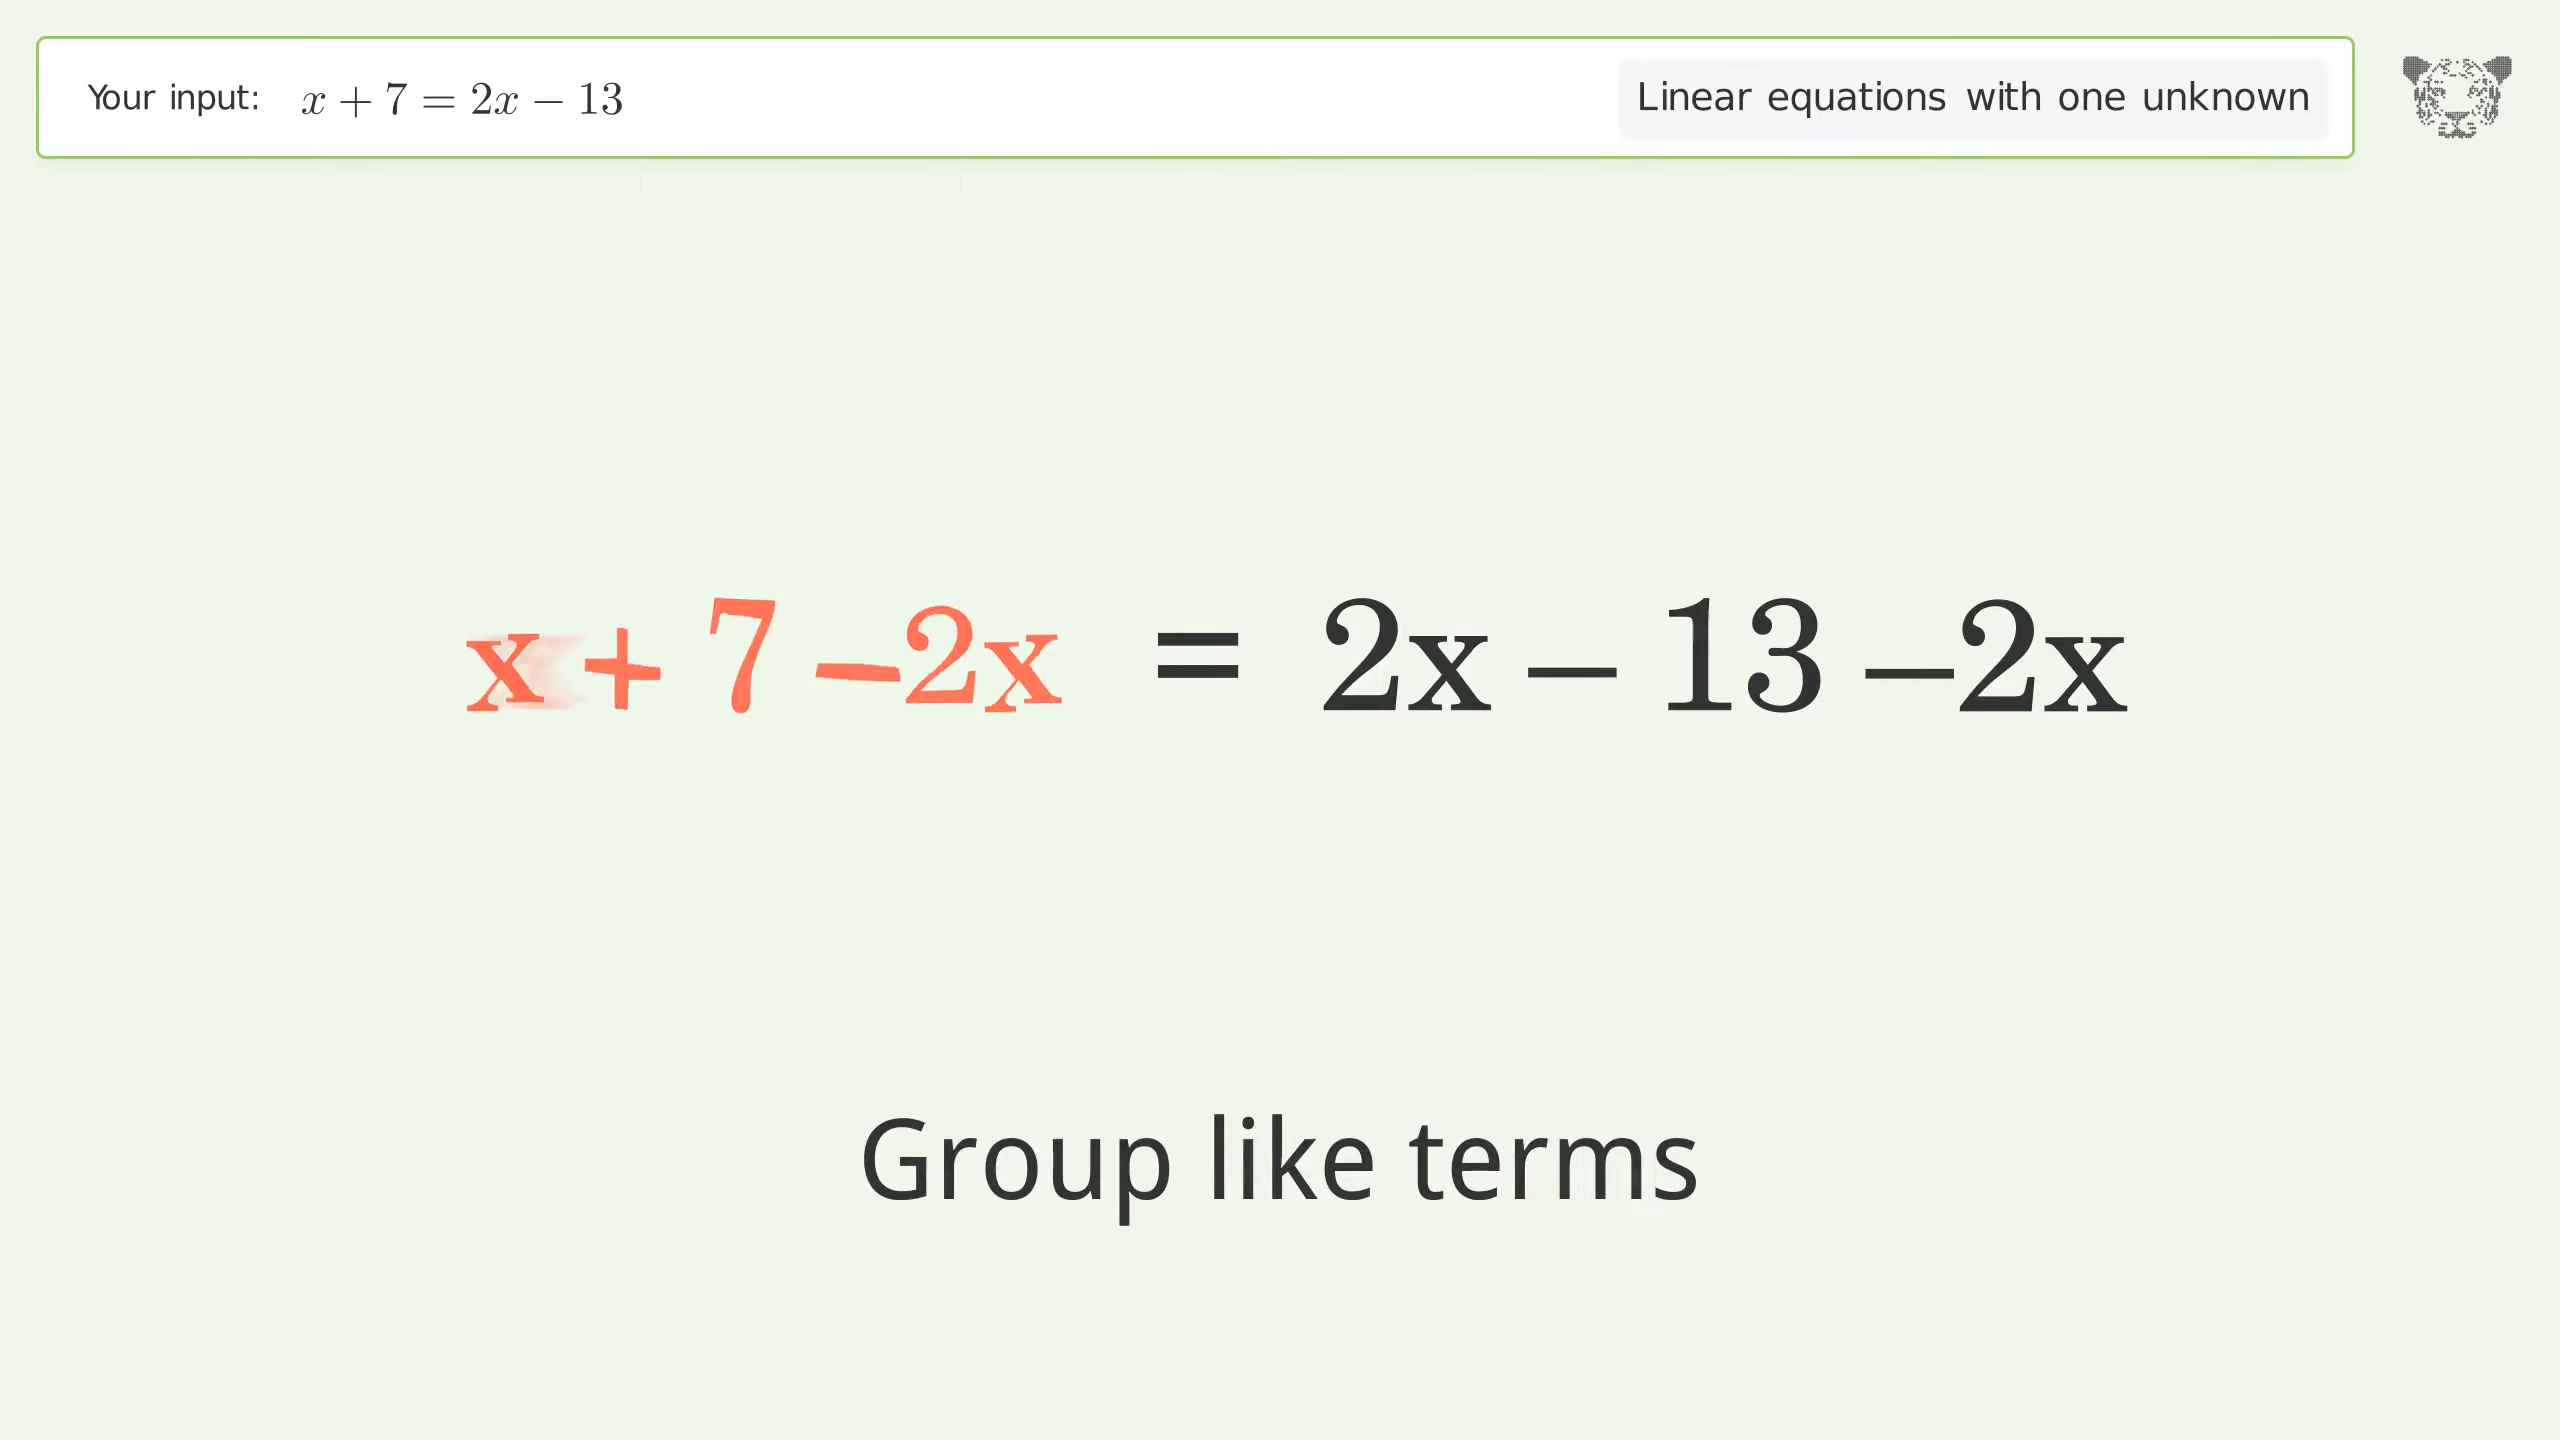 Your input: x + 7 = 2x − 13
Linear equations with one unknown
x + 7 −2x = 2x − 13 −2x
Group like terms